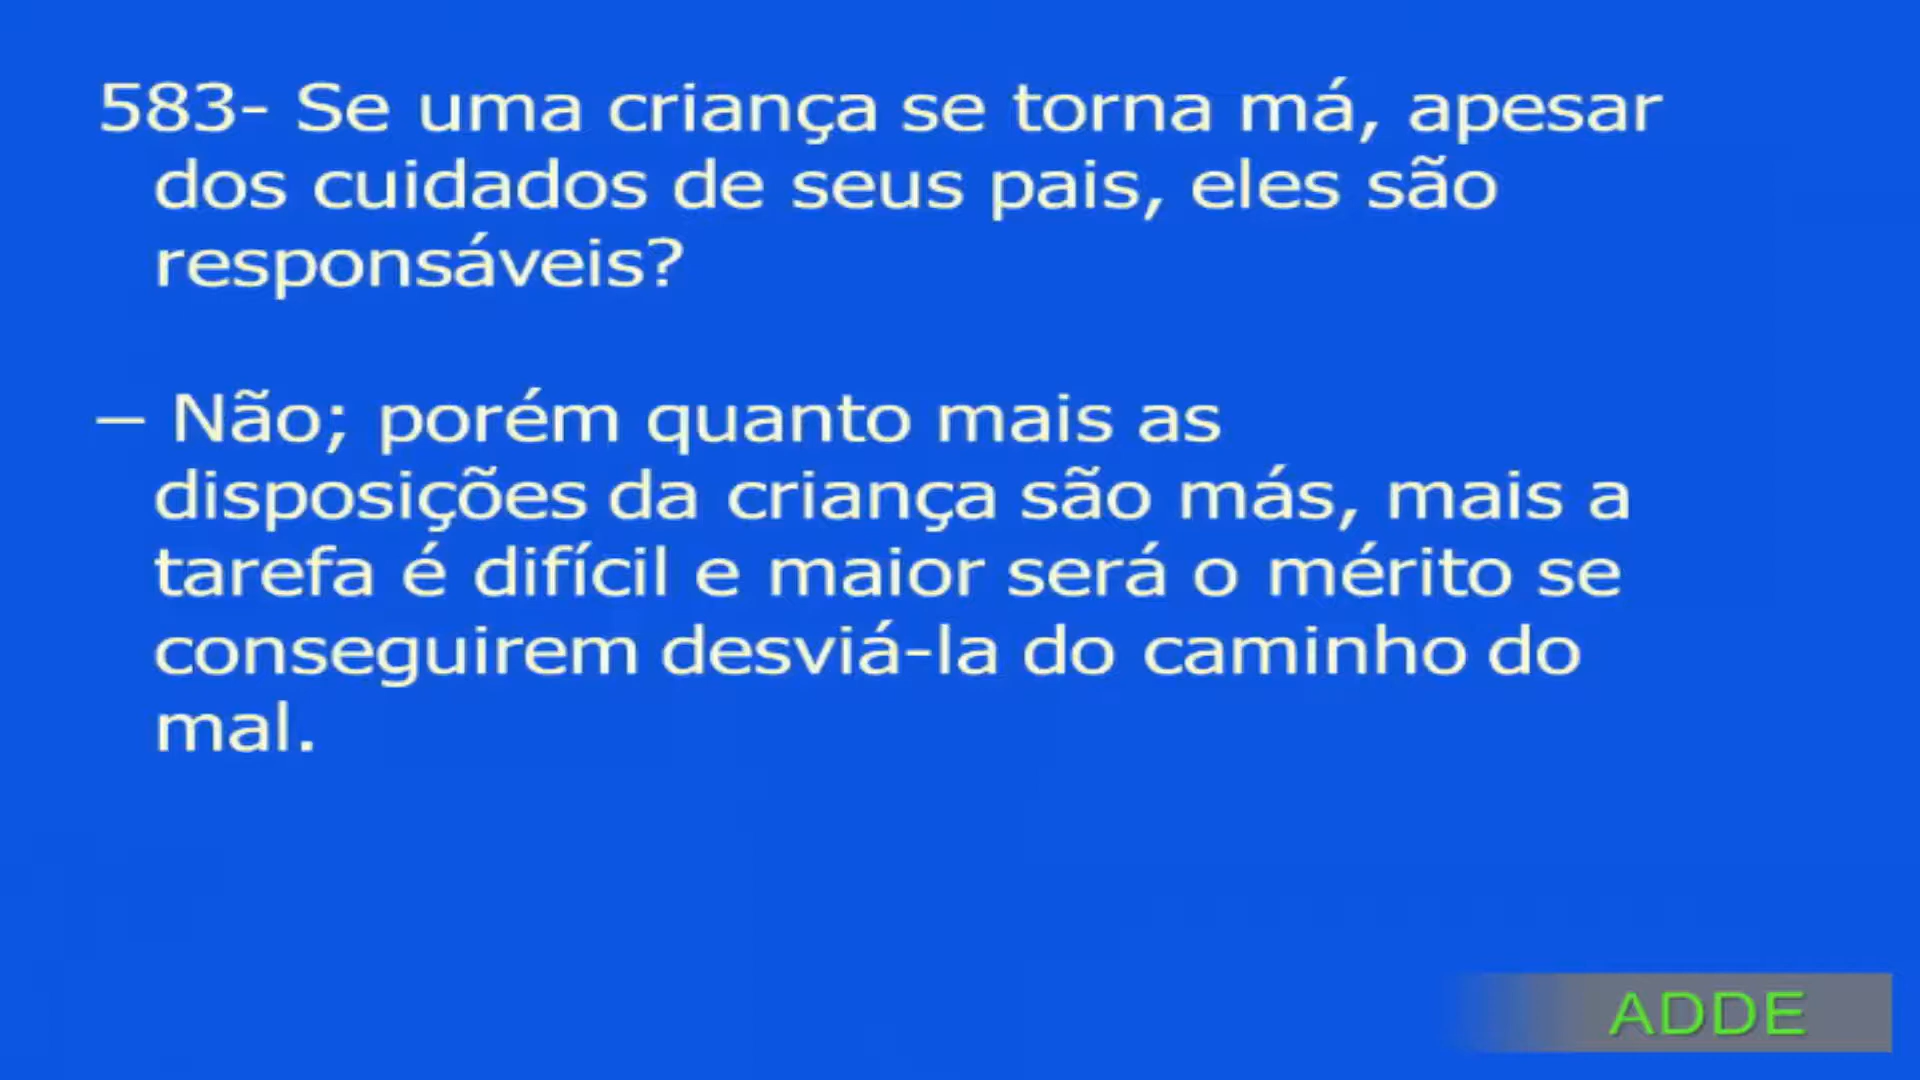 583- Se uma criança se torna má, apesar
dos cuidados de seus pais, eles são
responsáveis?
– Não; porém quanto mais as
disposições da criança são más, mais a
tarefa é difícil e maior será o mérito se
conseguirem desviá-la do caminho do
mal.
ADDE